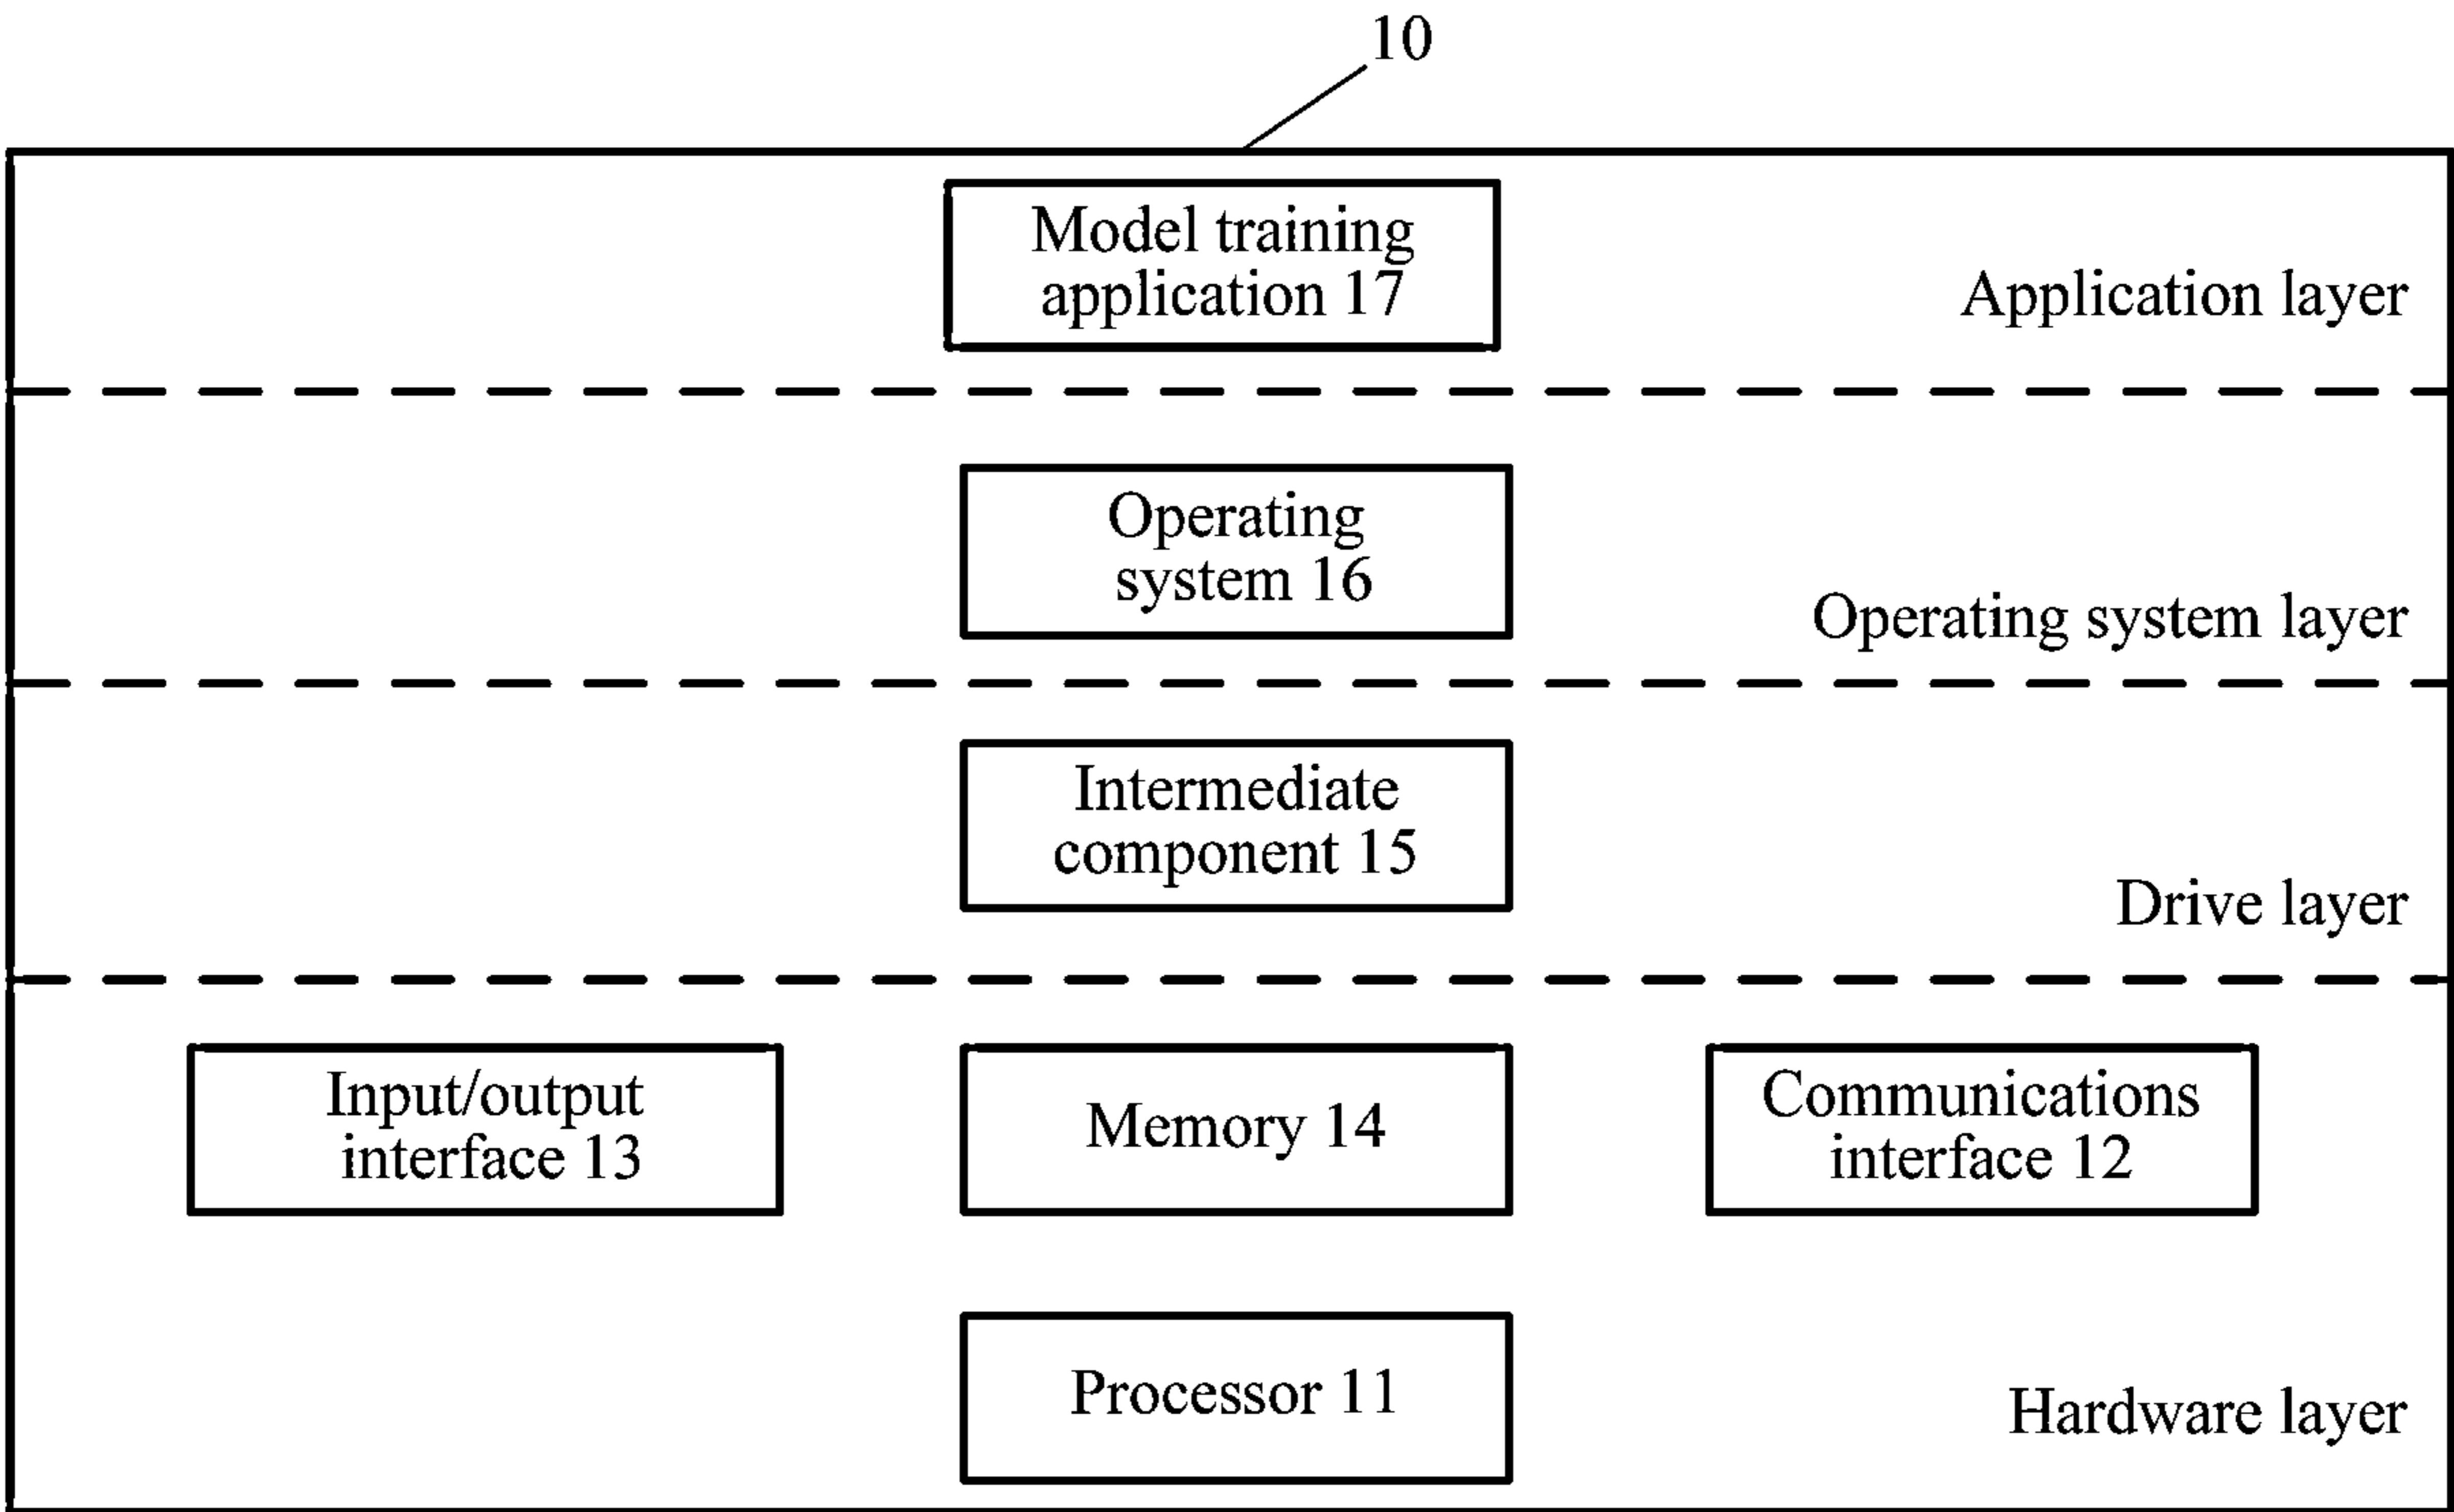 10
Model training
application 17
Application layer
Operating
system 16
Operating system layer
Intermediate
component 15
Drive layer
Input/output
interface 13
Memory 14
Communications
interface 12
Processor 11
Hardware layer